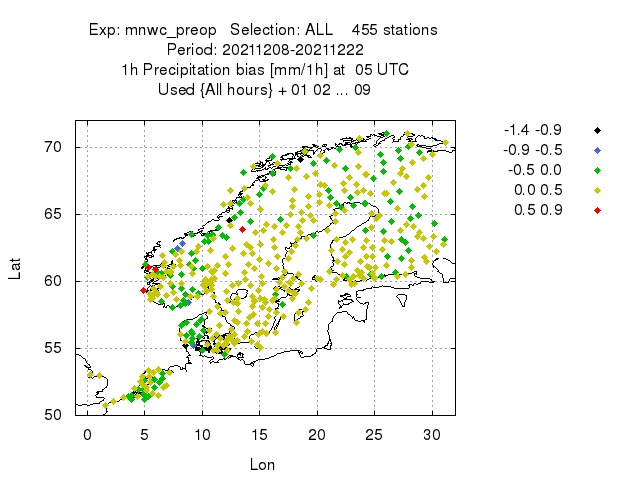 Exp: mnwc_preop Selection: ALL 455 stations
Period: 20211208-20211222
1h Precipitation bias [mm/1h] at 05 UTC
Used {All hours} + 01 02 ... 09
-1.4 -0.9
-0.9 -0.5
-0.5 0.0
0.0 0.5
0.5 0.9
70
65
60
55
50
Lat
0 5 10 15 20 25 30
Lon